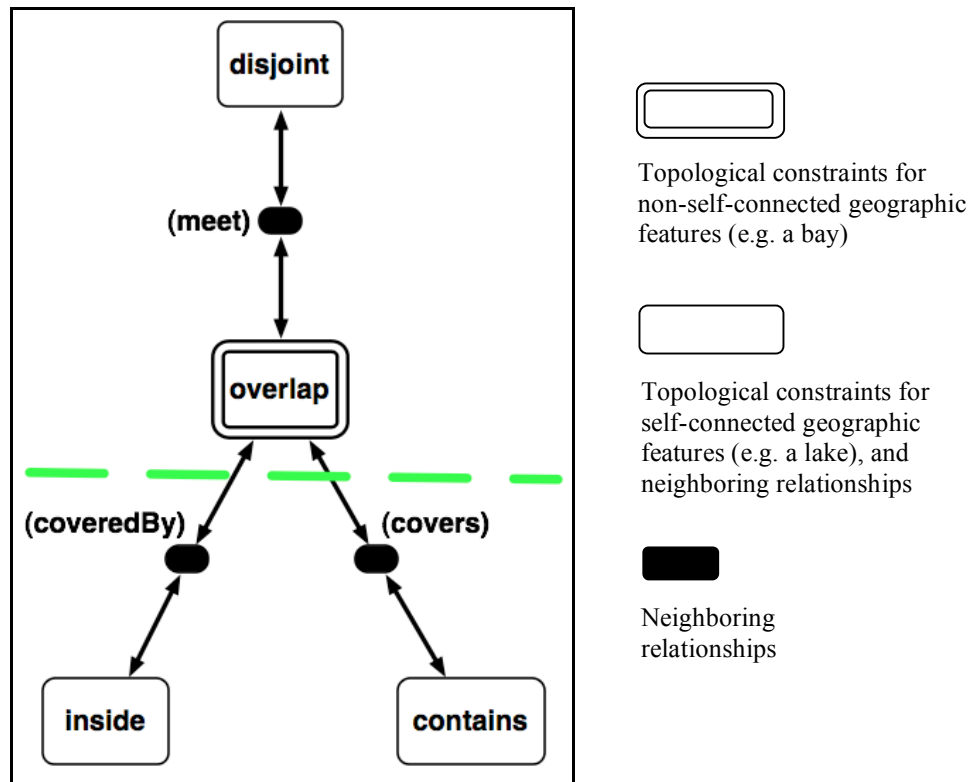 disjoint
(meet)
overlap
(coveredBy)
(covers)
inside
contains
Topological constraints for
non-self-connected geographic
features (e.g. a bay)
Topological constraints for
self-connected geographic
features (e.g. a lake), and
neighboring relationships
Neighboring
relationships